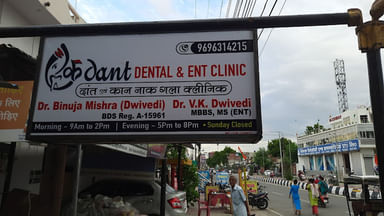 9696314215
एकdant DENTAL & ENT CLINIC
दांत एवं कान नाक गला क्लीनिक
Dr. Binuja Mishra (Dwivedi) Dr. V.K. Dwivedi
BDS Reg. A-15961 MBBS, MS (ENT)
Morning - 9Am to 2Pm | Evening - 5Pm to 8Pm • Sunday Closed
के लिए